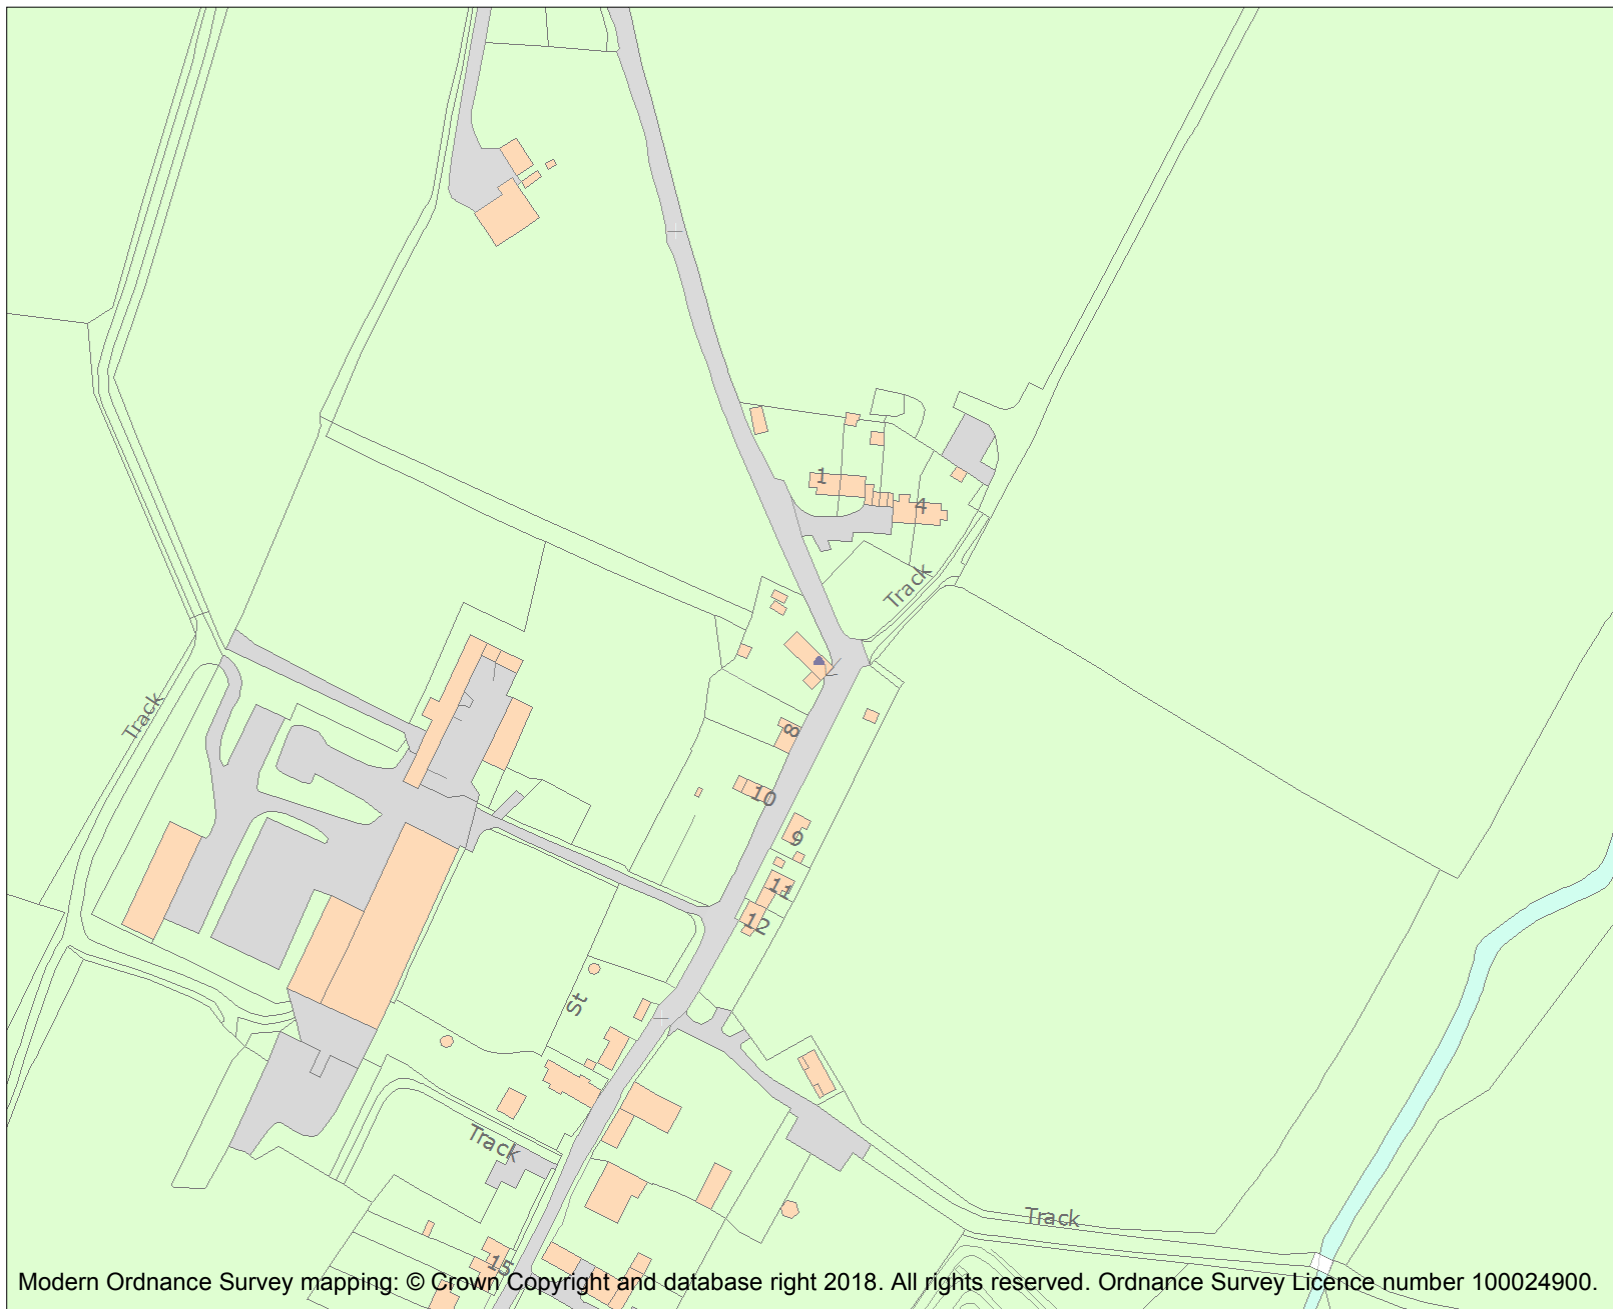 1
4
Track
Track
8
10
9
11
12
St
Track
Track
15
Modern Ordnance Survey mapping: © Crown Copyright and database right 2018. All rights reserved. Ordnance Survey Licence number 100024900.